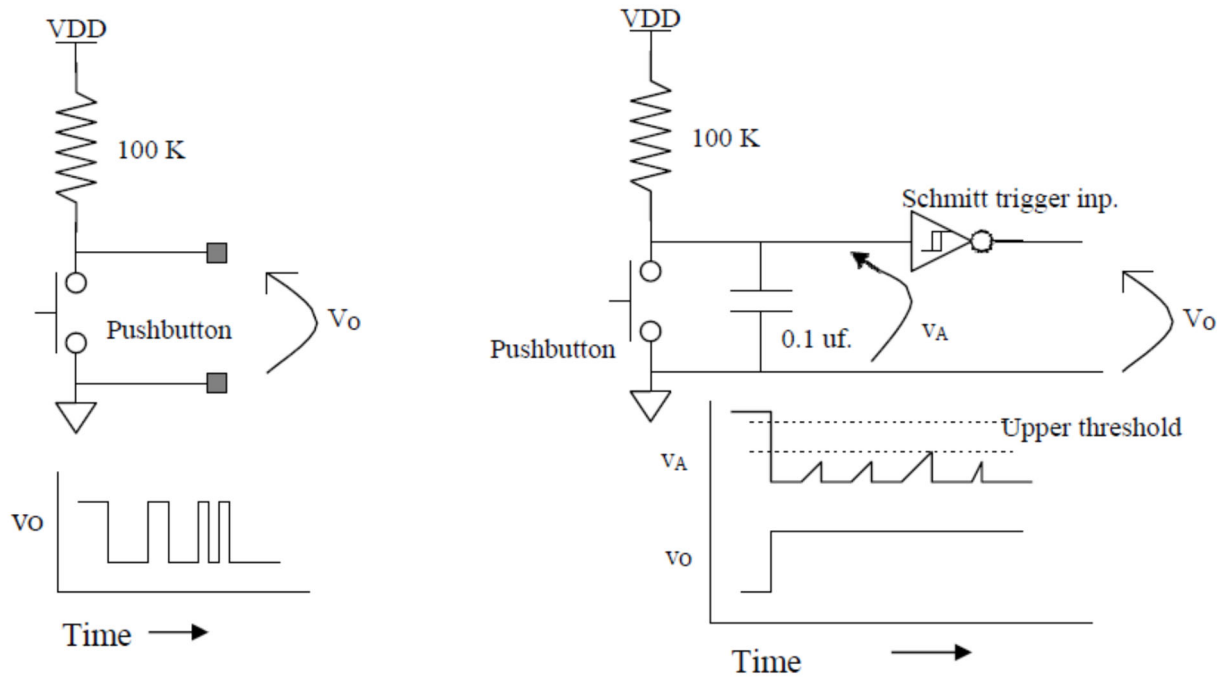 VDD
100 K
Pushbutton
Vo
vo
Time
VDD
100 K
Schmitt trigger inp.
Pushbutton
0.1 uf.
vA
Vo
Upper threshold
vA
vo
Time